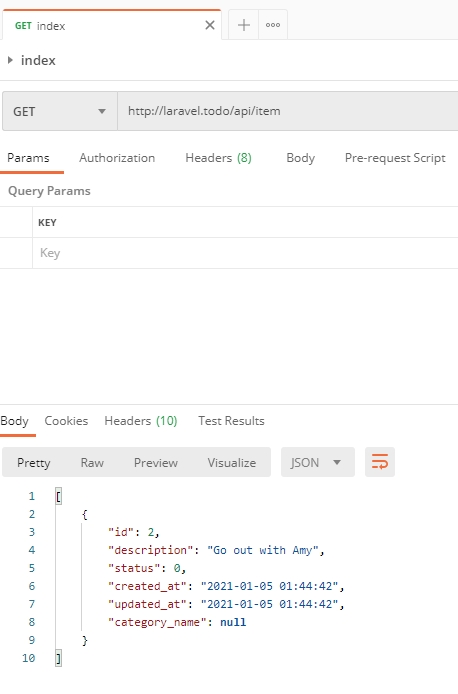 GET index
index
GET http://laravel.todo/api/item
Params Authorization Headers (8) Body Pre-request Script
Query Params
KEY
Key
Body Cookies Headers (10) Test Results
Pretty Raw Preview Visualize JSON
1 [
2 {
3 "id": 2,
4 "description": "Go out with Amy",
5 "status": 0,
6 "created_at": "2021-01-05 01:44:42",
7 "updated_at": "2021-01-05 01:44:42",
8 "category_name": null
9 }
10 ]